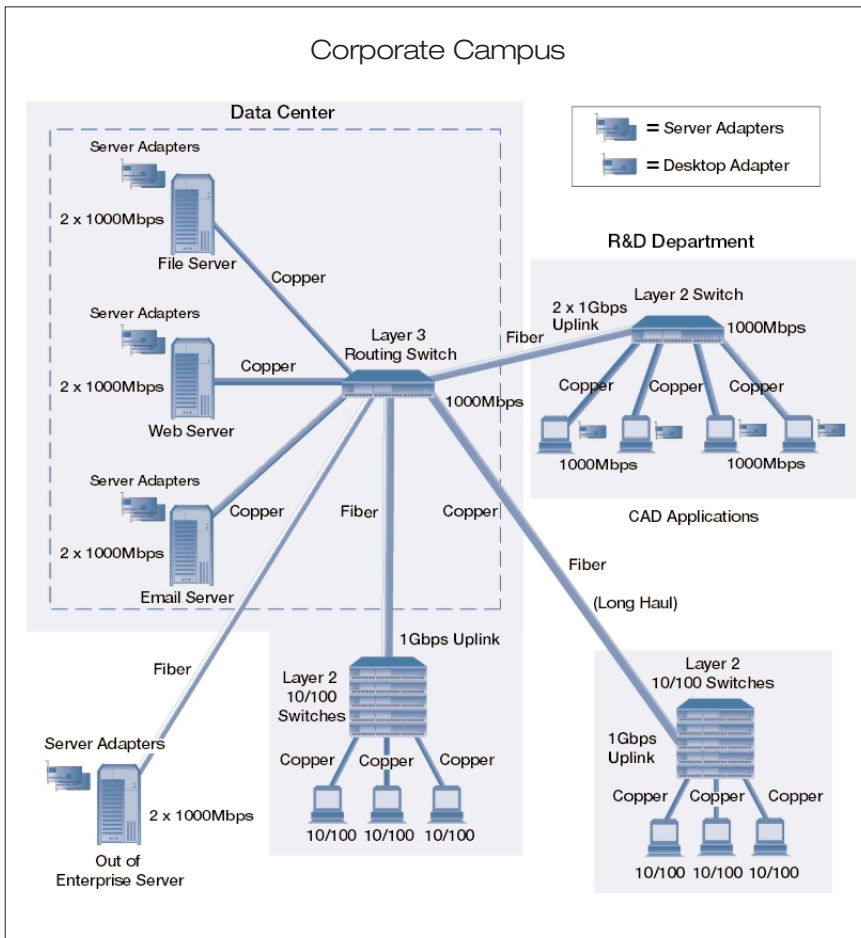 Corporate Campus
Data Center
Server Adapters
2 x 1000Mbps
File Server
Copper
Server Adapters
2 x 1000Mbps
Web Server
Copper
Server Adapters
2 x 1000Mbps
Email Server
Copper
Layer 3
Routing Switch
1000Mbps
Fiber
Copper
= Server Adapters
= Desktop Adapter
R&D Department
Layer 2 Switch
2 x 1Gbps
Uplink
Fiber
1000Mbps
Copper
Copper
Copper
1000Mbps
1000Mbps
CAD Applications
Fiber
(Long Haul)
Fiber
Server Adapters
2 x 1000Mbps
Out of
Enterprise Server
1Gbps Uplink
Layer 2
10/100
Switches
Copper
Copper
Copper
10/100
10/100
10/100
Layer 2
10/100 Switches
1Gbps
Uplink
Copper
Copper
Copper
10/100
10/100
10/100